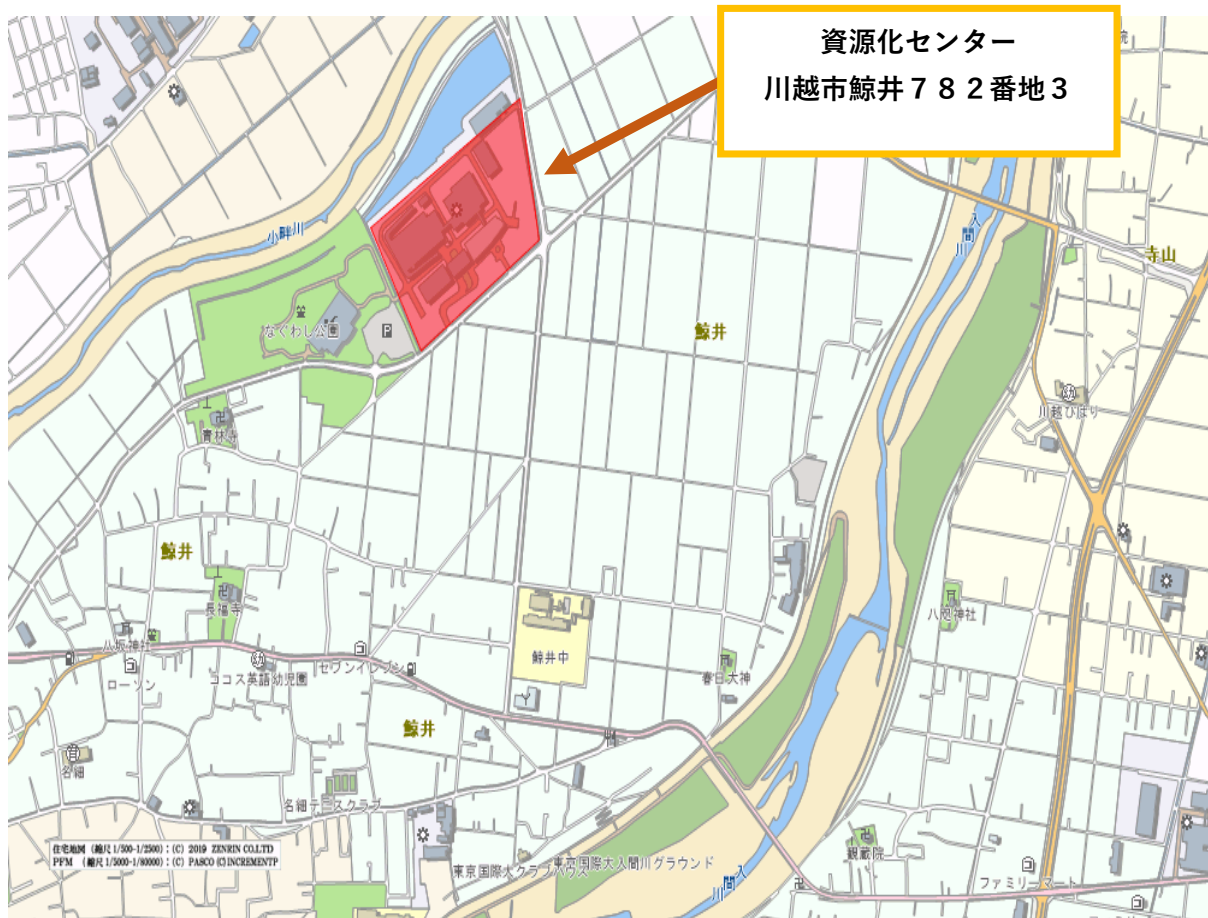 資源化センター
川越市鯨井７８２番地３
院
小畔川
入間川
寺山
なぐわし公園
P
鯨井
川越ひばり
青林寺
鯨井
長福寺
八咫神社
八坂神社
セブンイレブン
鯨井中
ローソン
ココス英語幼児園
春日大神
鯨井
名細
名細テニスクラブ
住宅地図 (縮尺 1/500-1/2500) : (C) 2019 ZENRIN CO.LTD
PFM (縮尺 1/5000-1/80000) : (C) PASCO (C) INCREMENTP
東京国際大クラブハウス
東京国際大入間川グラウンド
入間川
観蔵院
ファミリーマート